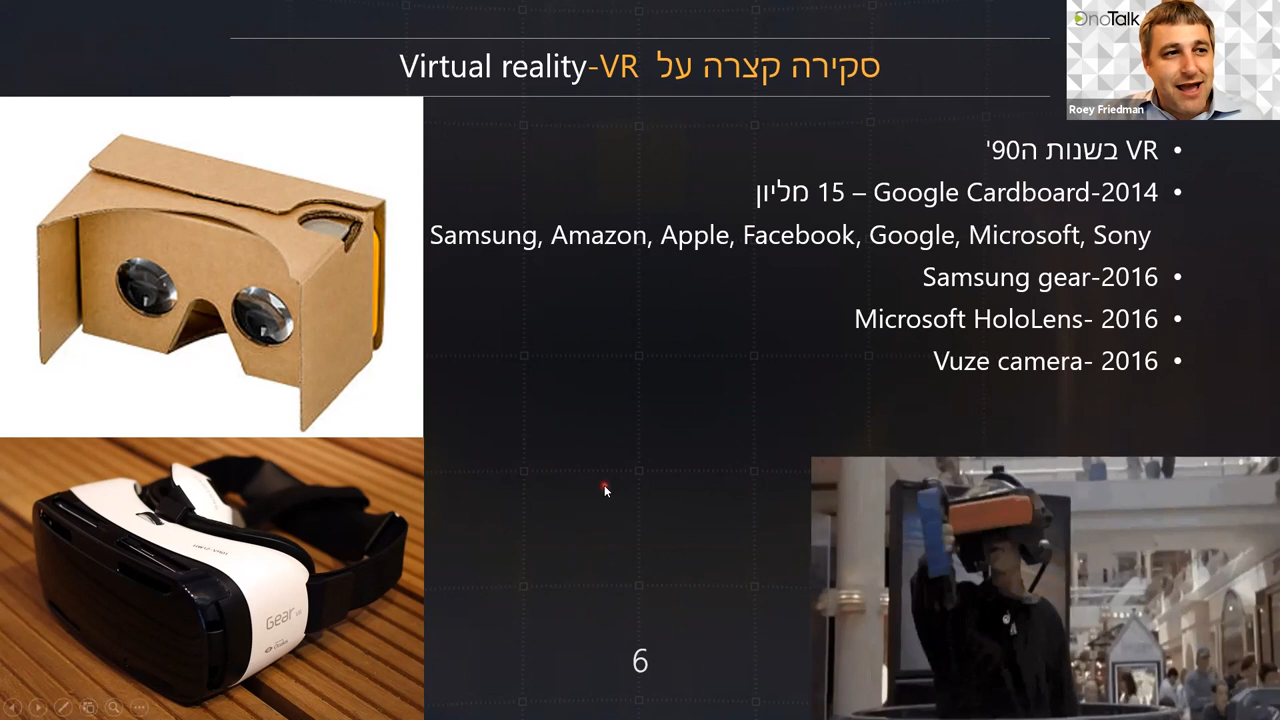 סקירה קצרה על VR-Virtual reality
OnoTalk
Roey Friedman
• VR בשנות ה90'
• Google Cardboard-2014 – 15 מליון
Samsung, Amazon, Apple, Facebook, Google, Microsoft, Sony
• Samsung gear-2016
• Microsoft HoloLens- 2016
• Vuze camera- 2016
Gear VR
6